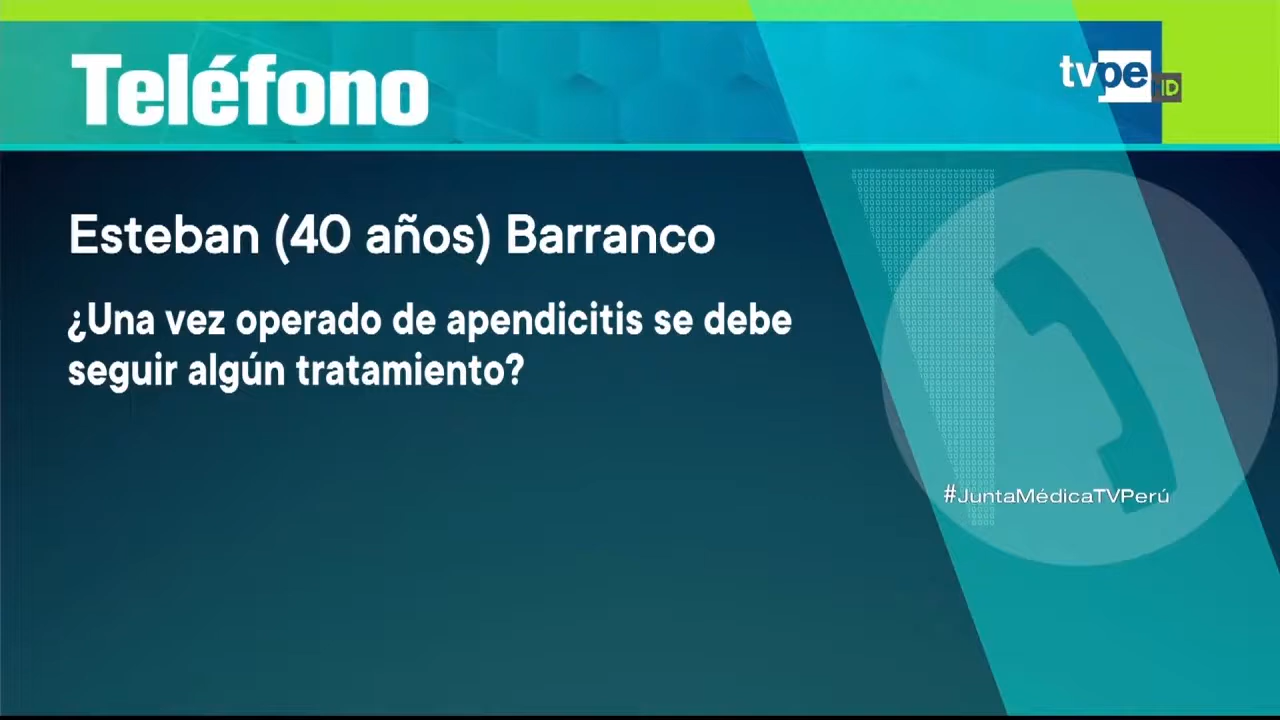 Teléfono
tvpe HD
Esteban (40 años) Barranco
¿Una vez operado de apendicitis se debe
seguir algún tratamiento?
#JuntaMédicaTVPerú